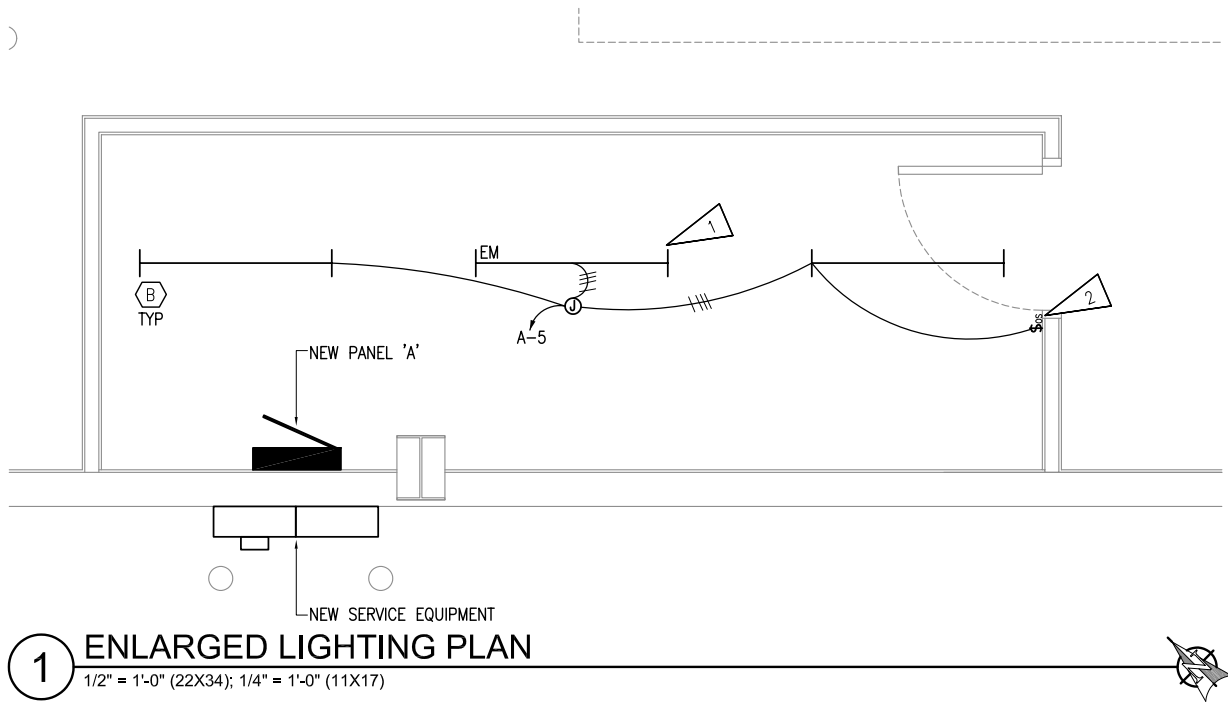 EM
1
B
TYP
J
A-5
2
$OS
NEW PANEL 'A'
NEW SERVICE EQUIPMENT
1
ENLARGED LIGHTING PLAN
1/2" = 1'-0" (22X34); 1/4" = 1'-0" (11X17)
N